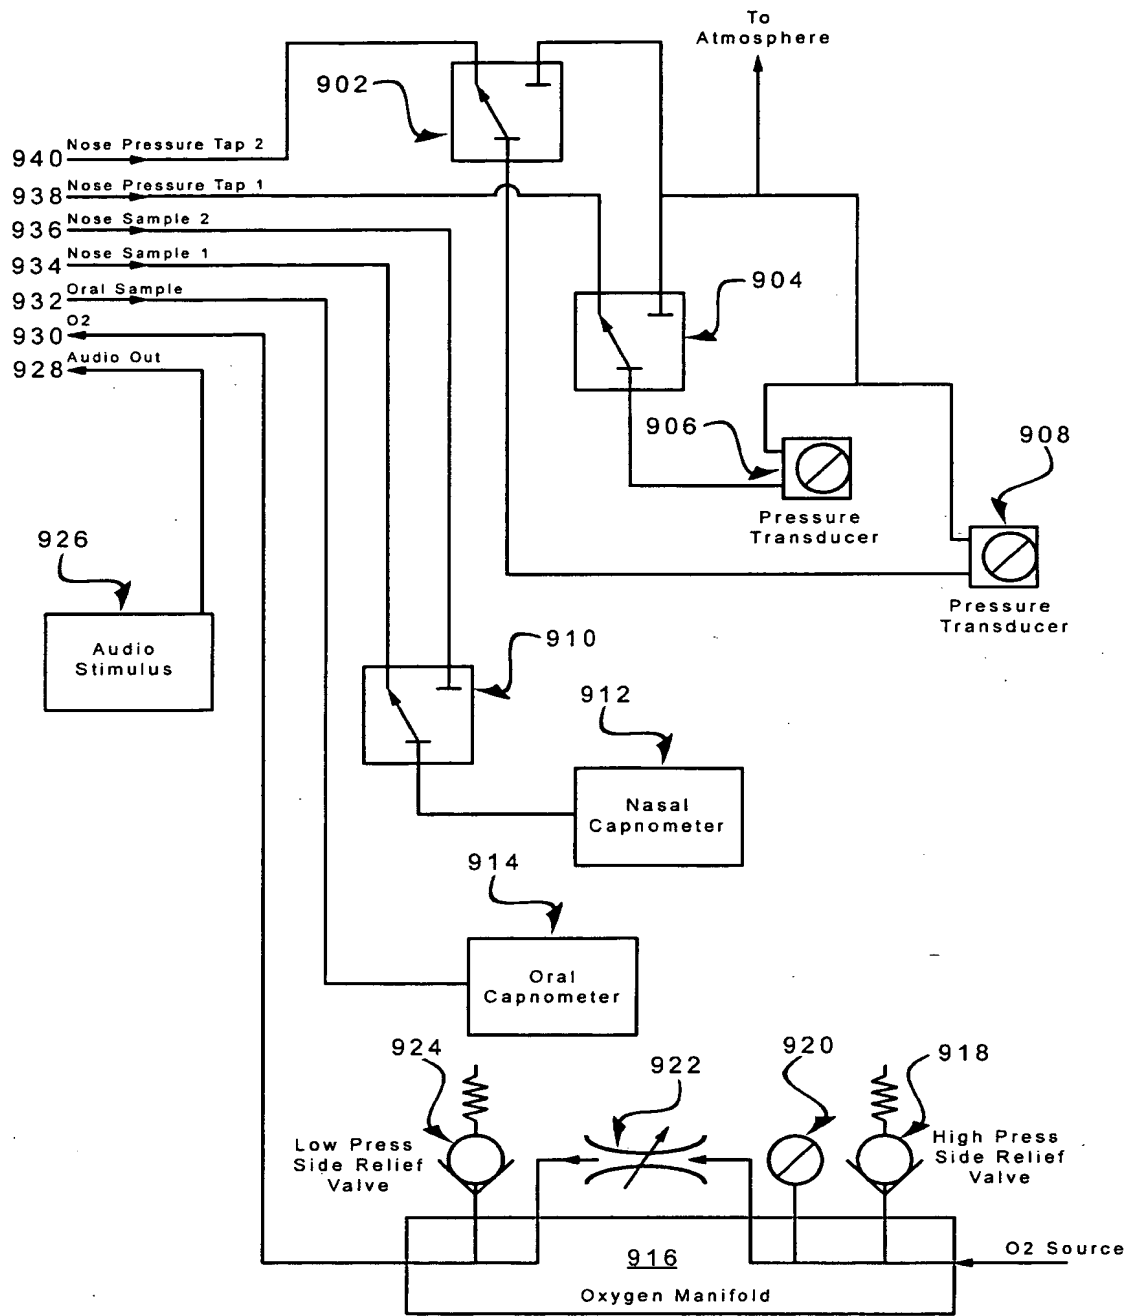 To
Atmosphere
902
940 Nose Pressure Tap 2
938 Nose Pressure Tap 1
936 Nose Sample 2
934 Nose Sample 1
932 Oral Sample
930 O2
928 Audio Out
904
906
908
Pressure
Transducer
Pressure
Transducer
926
Audio
Stimulus
910
912
Nasal
Capnometer
914
Oral
Capnometer
924
922
920
918
Low Press
Side Relief
Valve
High Press
Side Relief
Valve
916
O2 Source
Oxygen Manifold